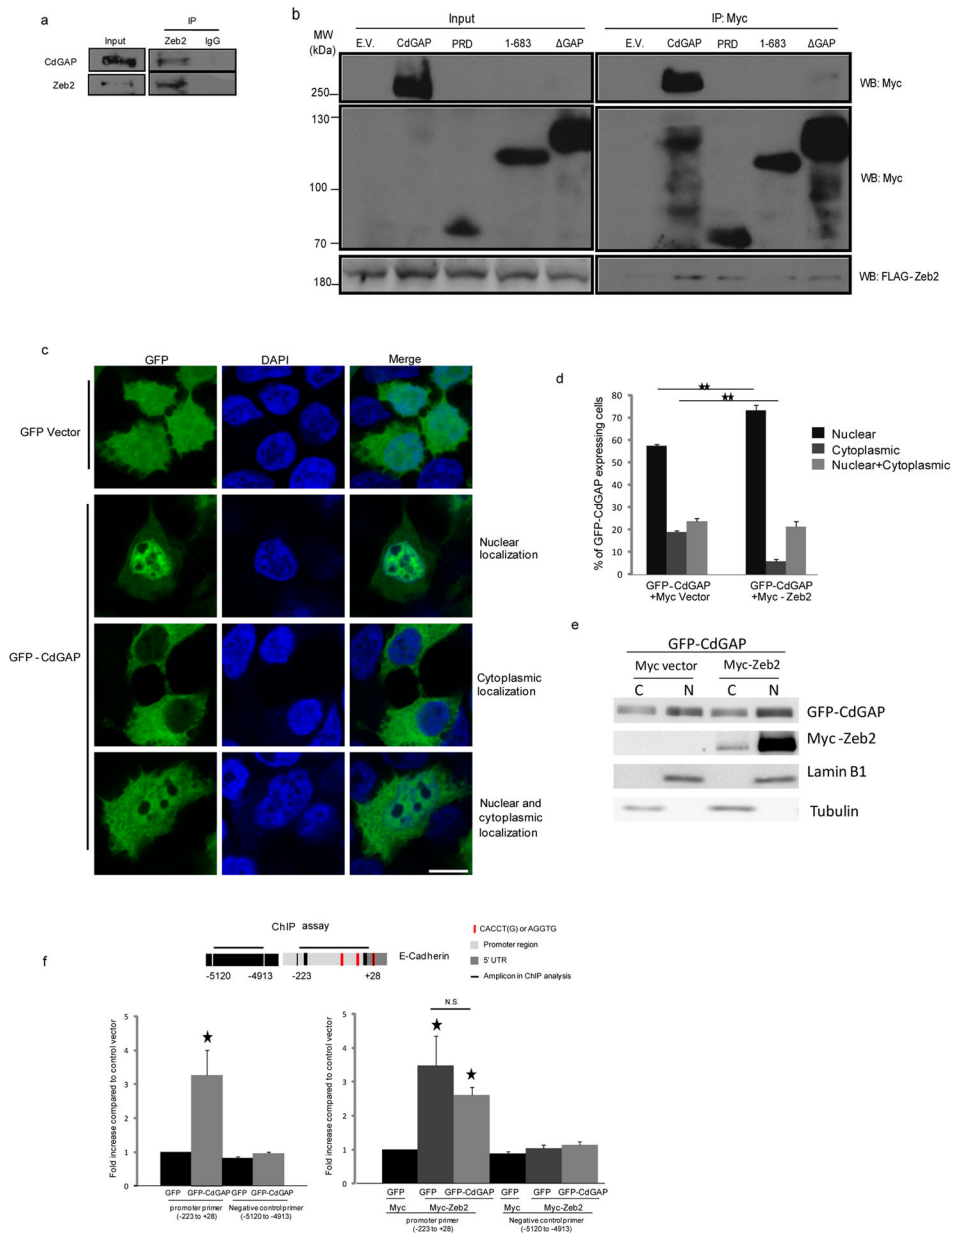 a
IP
Input Zeb2 IgG
CdGAP
Zeb2
b
Input IP: Myc
MW
(kDa)
E.V. CdGAP PRD 1-683 ΔGAP E.V. CdGAP PRD 1-683 ΔGAP
250 WB: Myc
130
100 WB: Myc
70
180 WB: FLAG-Zeb2
c
GFP DAPI Merge
GFP Vector
Nuclear
localization
GFP-CdGAP
Cytoplasmic
localization
Nuclear and
cytoplasmic
localization
d
% of GFP-CdGAP expressing cells
80
70
60
50
40
30
20
10
0
★★
★★
Nuclear
Cytoplasmic
Nuclear+Cytoplasmic
GFP-CdGAP
+Myc Vector
GFP-CdGAP
+Myc-Zeb2
e
GFP-CdGAP
Myc vector Myc-Zeb2
C N C N
GFP-CdGAP
Myc-Zeb2
Lamin B1
Tubulin
f
ChIP assay
E-Cadherin
-5120 -4913 -223 +28
CACCT(G) or AGGTG
Promoter region
5' UTR
Amplicon in ChIP analysis
Fold increase compared to control vector
5
4
3
2
1
0
★
GFP GFP-CdGAP GFP GFP-CdGAP
promoter primer
(-223 to +28)
Negative control primer
(-5120 to -4913)
Fold increase compared to control vector
5
4
3
2
1
0
N.S.
★
★
GFP GFP GFP-CdGAP GFP GFP GFP-CdGAP
Myc Myc-Zeb2 Myc Myc-Zeb2
promoter primer
(-223 to +28)
Negative control primer
(-5120 to -4913)